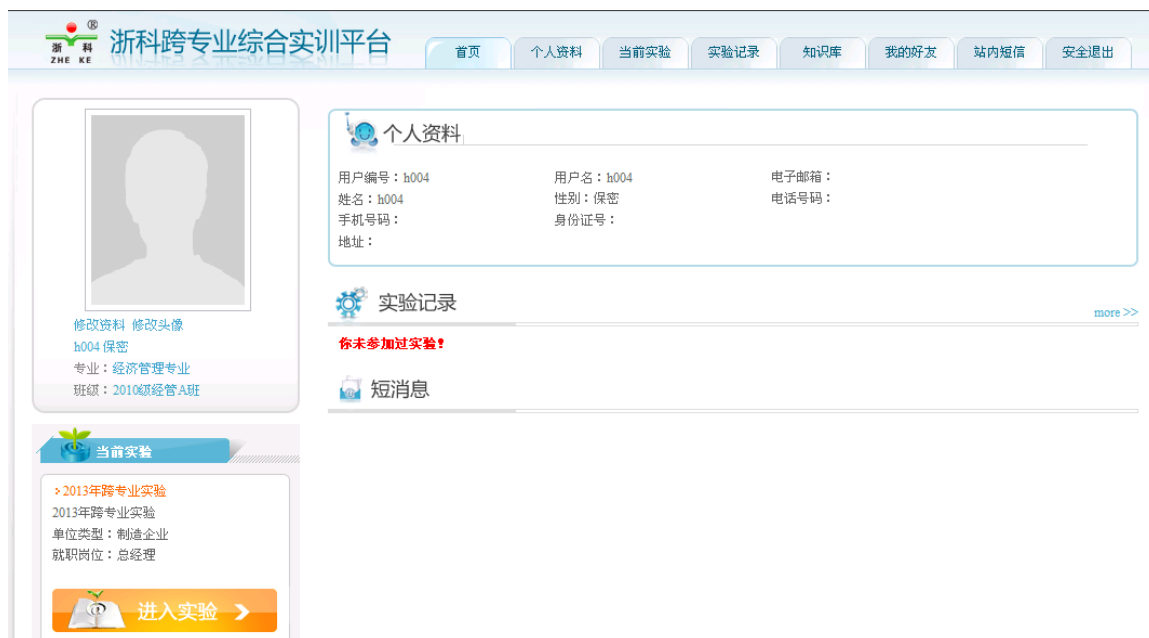 浙科 ®
ZHE KE
浙科跨专业综合实训平台
首页 个人资料 当前实验 实验记录 知识库 我的好友 站内短信 安全退出
修改资料 修改头像
h004 保密
专业：经济管理专业
班级：2010级经管A班
当前实验
2013年跨专业实验
2013年跨专业实验
单位类型：制造企业
就职岗位：总经理
@ 进入实验
个人资料
用户编号：h004 用户名：h004 电子邮箱：
姓名：h004 性别：保密 电话号码：
手机号码： 身份证号：
地址：
实验记录
more >>
你未参加过实验！
短消息